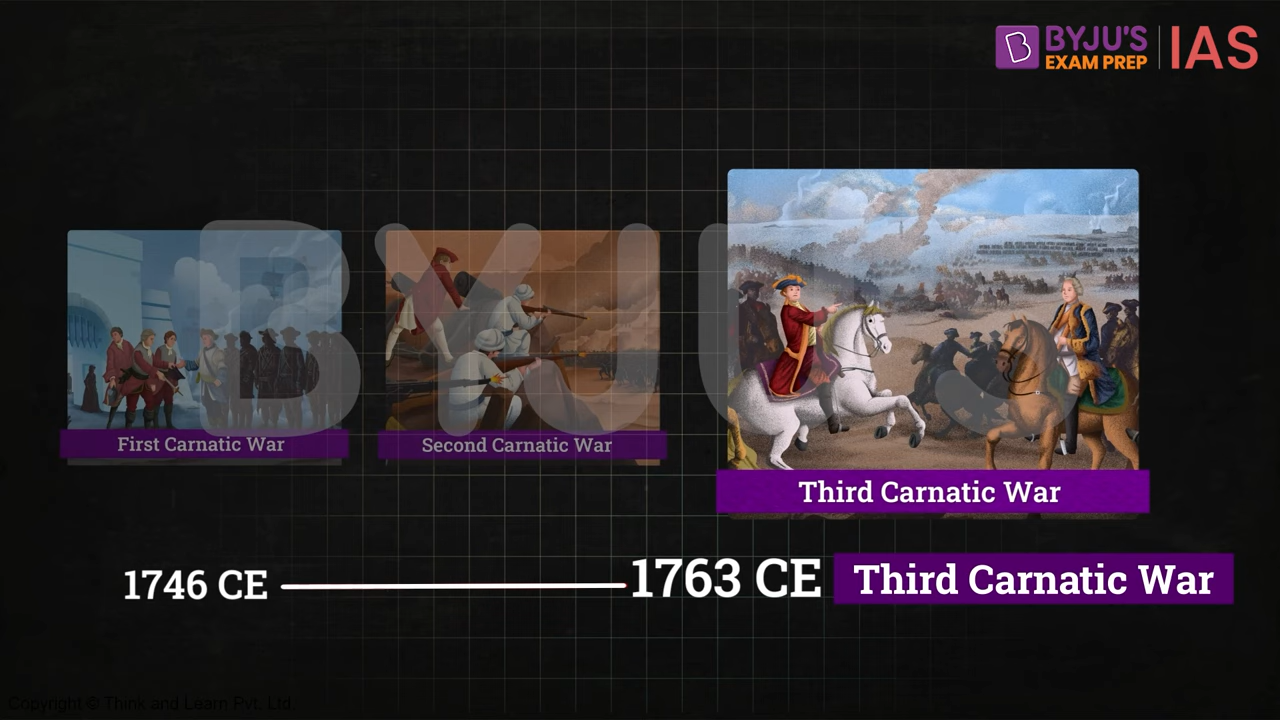 BYJU'S
EXAM PREP
IAS
BYJU'S
First Carnatic War
Second Carnatic War
Third Carnatic War
1746 CE
1763 CE
Third Carnatic War
Copyright © Think and Learn Pvt. Ltd.